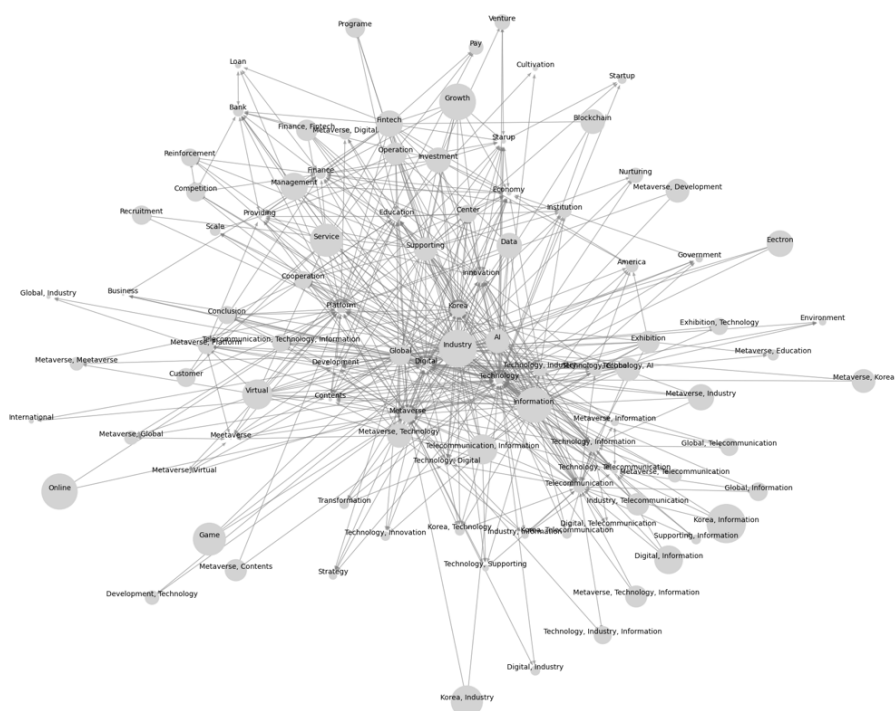 Venture
Programe
Pay
Loan
Cultivation
Startup
Growth
Bank
Fintech
Blockchain
Finance, Fintech
Metaverse, Digital
Starup
Reinforcement
Operation
Investment
Finance
Nurturing
Management
Competition
Economy
Metaverse, Development
Recruitment
Providing
Education
Center
Institution
Scale
Service
Supporting
Data
Eectron
Government
America
Innovation
Cooperation
Global, Industry
Business
Platform
Korea
Conclusion
Environment
Exhibition, Technology
Telecommunication, Technology, Information
Metaverse, Platform
Industry
AI
Exhibition
Global
Metaverse, Education
Metaverse, Meetaverse
Development
Digital
Technology, AI
Customer
Technology
Metaverse, Korea
Virtual
Contents
Information
Metaverse, Industry
Metaverse
International
Metaverse, Information
Metaverse, Global
Meetaverse
Metaverse, Technology
Technology, Information
Global, Telecommunication
Telecommunication, Information
Technology, Digital
Metaverse, Virtual
Technology, Telecommunication
Metaverse, Telecommunication
Telecommunication
Online
Global, Information
Transformation
Industry, Telecommunication
Korea, Technology
Industry, Information
Korea, Telecommunication
Digital, Telecommunication
Korea, Information
Technology, Innovation
Supporting, Information
Game
Digital, Information
Metaverse, Contents
Strategy
Technology, Supporting
Development, Technology
Metaverse, Technology, Information
Technology, Industry, Information
Digital, Industry
Korea, Industry